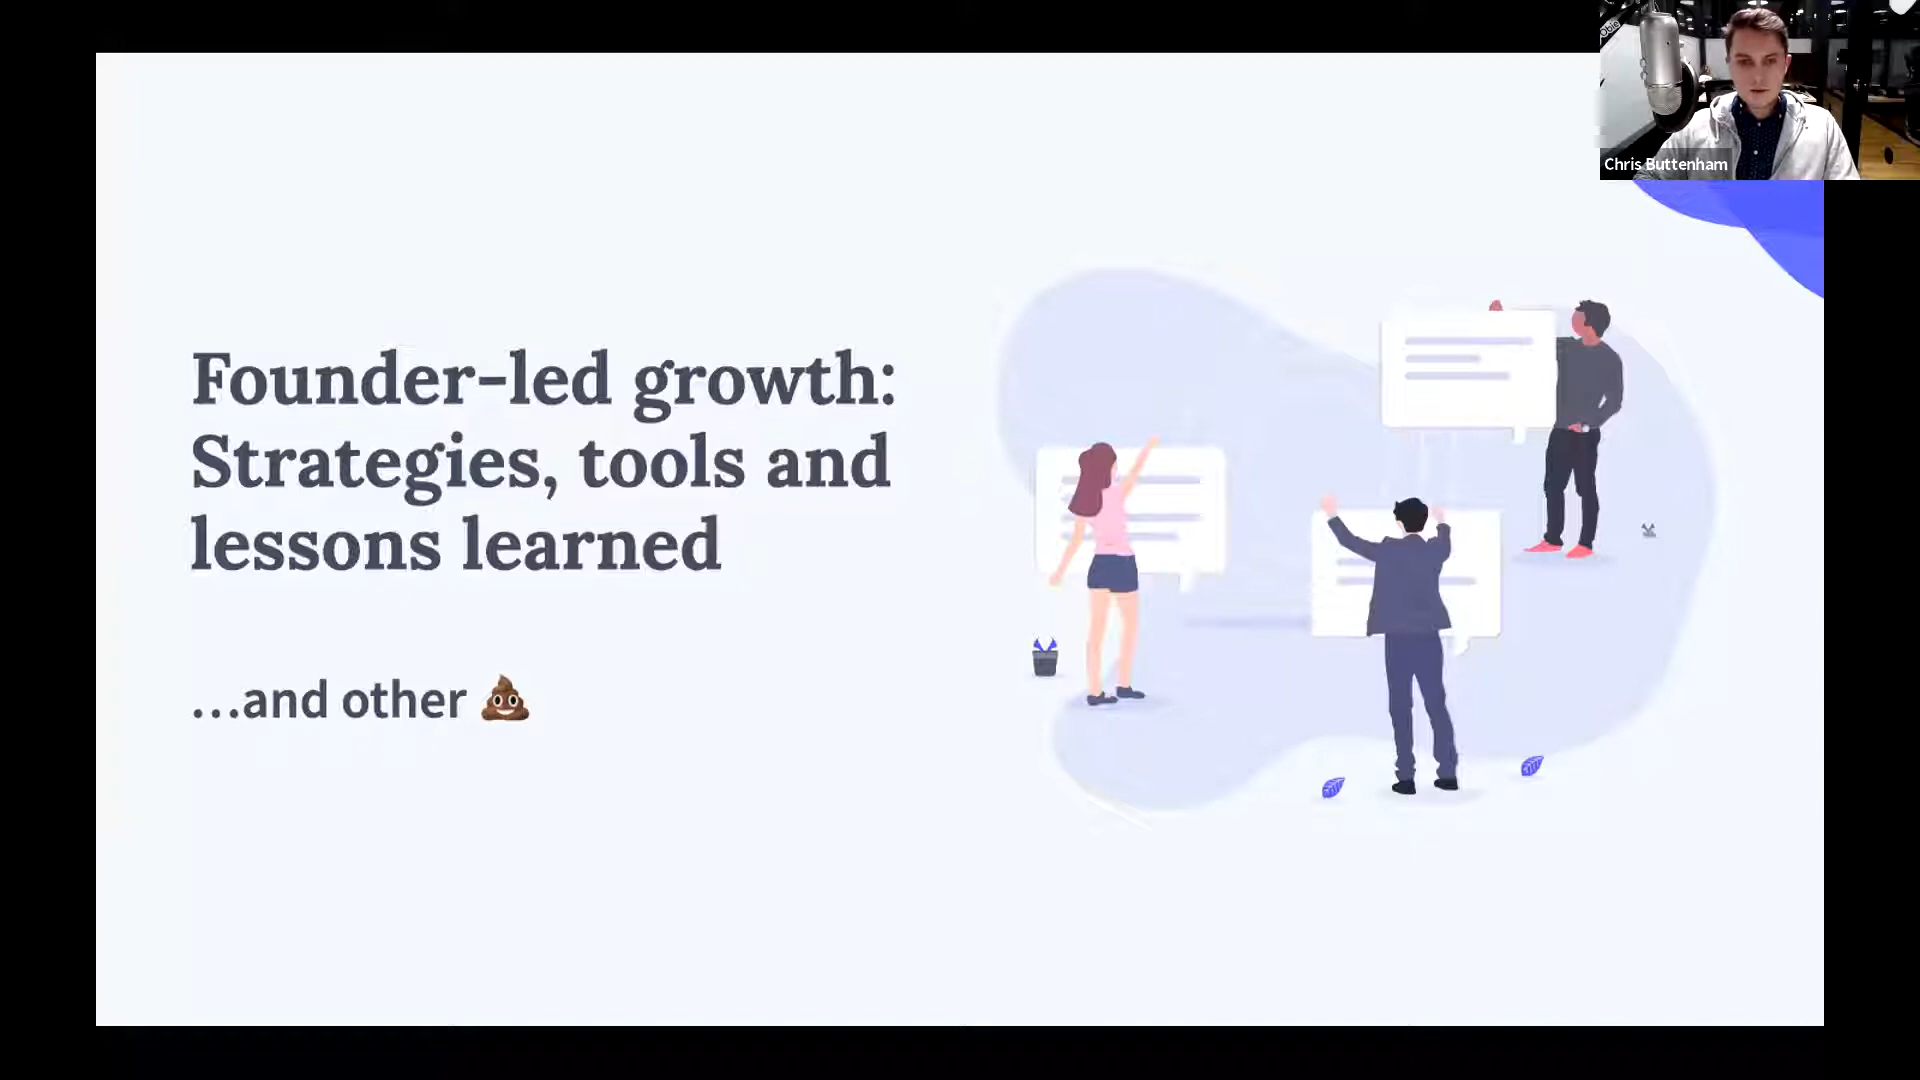 Founder-led growth:
Strategies, tools and
lessons learned
…and other 💩
Chris Buttenham